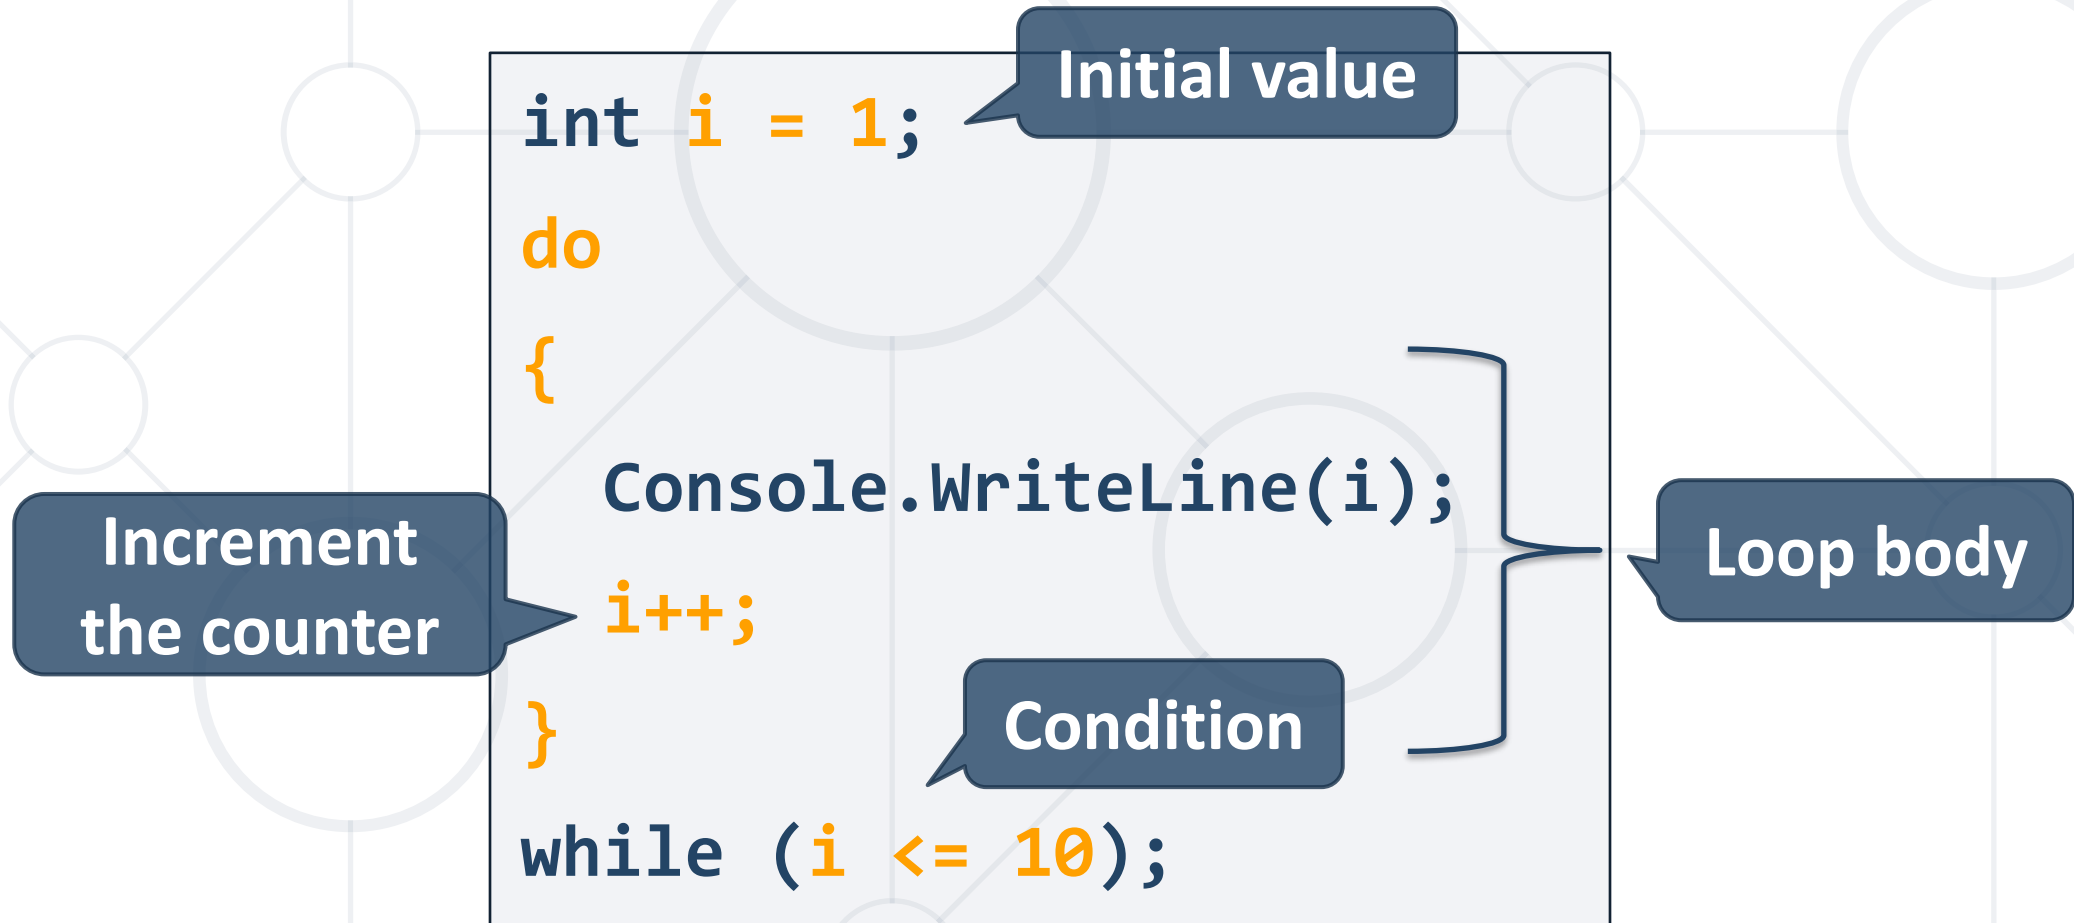 Initial value
int i = 1;
do
{
Console.WriteLine(i);
Increment
the counter
Loop body
i++;
}
Condition
while (i <= 10);